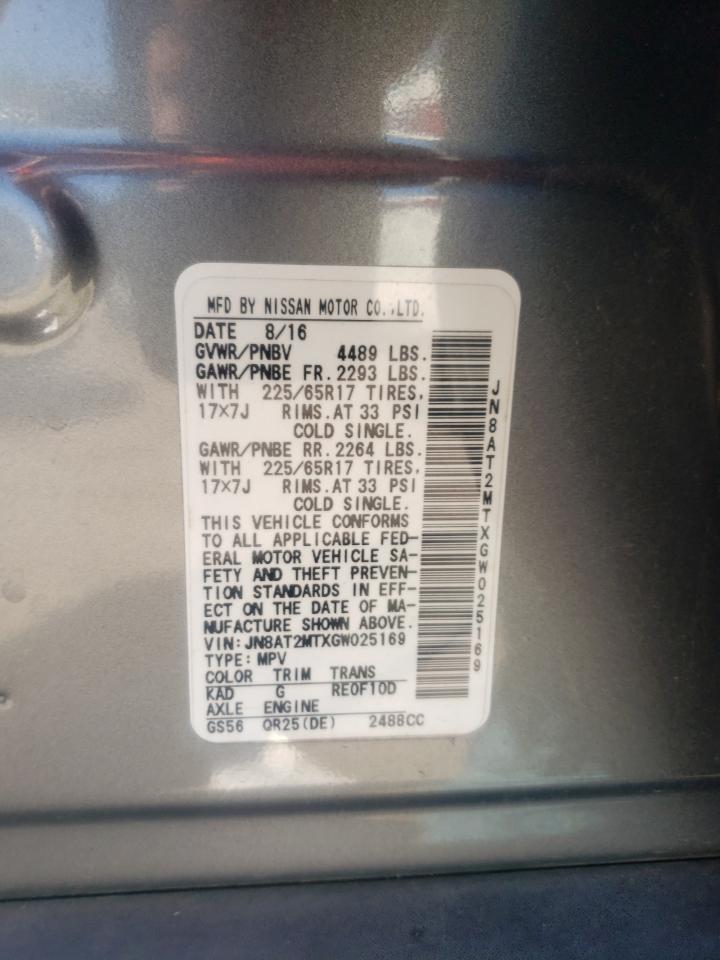 MFD BY NISSAN MOTOR CO.,LTD.
DATE 8/16
GVWR/PNBV 4489 LBS.
GAWR/PNBE FR. 2293 LBS.
WITH 225/65R17 TIRES,
17×7J RIMS.AT 33 PSI
COLD SINGLE.
GAWR/PNBE RR. 2264 LBS.
WITH 225/65R17 TIRES,
17×7J RIMS.AT 33 PSI
COLD SINGLE.
THIS VEHICLE CONFORMS
TO ALL APPLICABLE FED-
ERAL MOTOR VEHICLE SA-
FETY AND THEFT PREVEN-
TION STANDARDS IN EFF-
ECT ON THE DATE OF MA-
NUFACTURE SHOWN ABOVE.
VIN:JN8AT2MTXGW025169
TYPE:MPV
COLOR TRIM TRANS
KAD G RE0F10D
AXLE ENGINE
GS56 QR25(DE) 2488CC
JN8AT2MTXGW025169